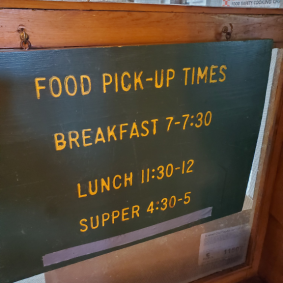 FOOD PICK-UP TIMES
BREAKFAST 7-7:30
LUNCH 11:30-12
SUPPER 4:30-5